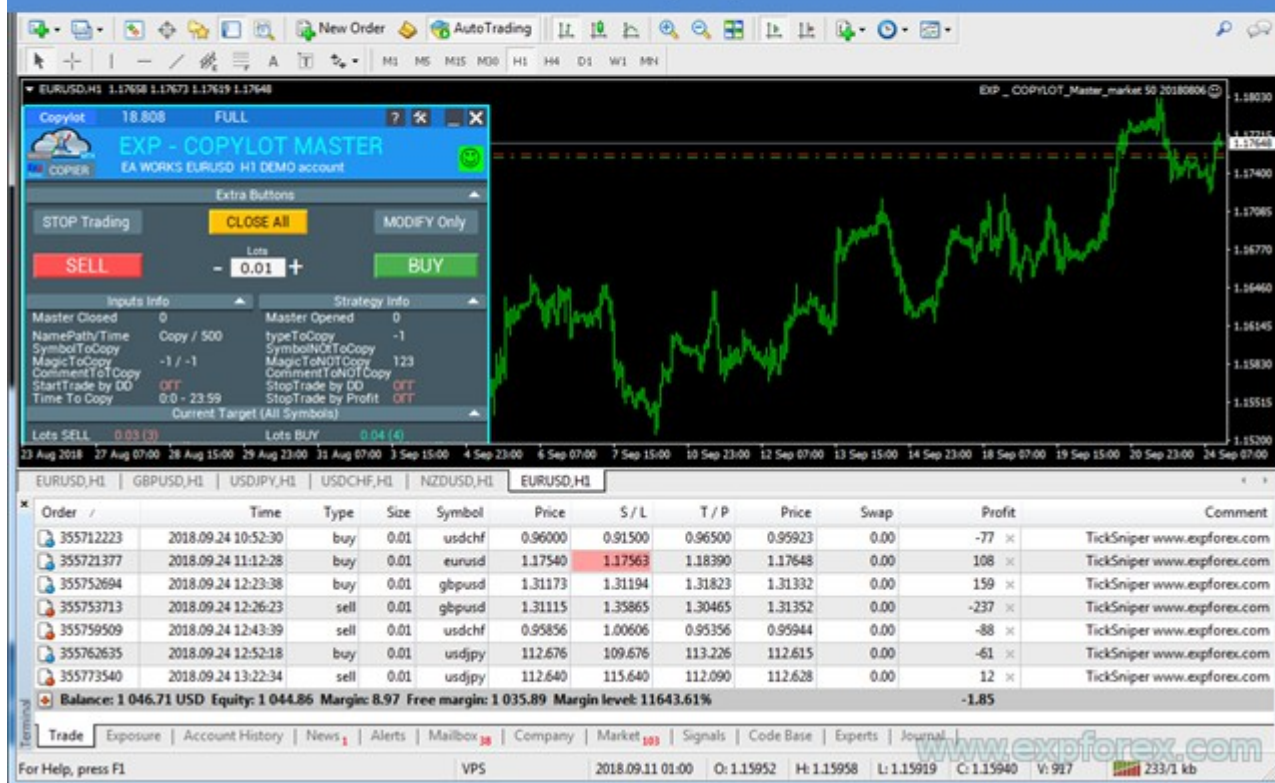 New Order AutoTrading
A T M1 M5 M15 M30 H1 H4 D1 W1 MN
EURUSD,H1 1.17658 1.17673 1.17619 1.17648
EXP _ COPYLOT_Master_market 50 20180806
Copylot 18.808 FULL ? X
EXP - COPYLOT MASTER
COPIER EA WORKS EURUSD H1 DEMO account
Extra Buttons
STOP Trading CLOSE All MODIFY Only
Lots
SELL - 0.01 + BUY
Inputs Info Strategy Info
Master Closed 0 Master Opened 0
NamePath/Time Copy / 500 typeToCopy -1
SymbolToCopy SymbolNOtToCopy
MagicToCopy -1 / -1 MagicToNOTCopy 123
CommentToTCopy CommentToNOTCopy
StartTrade by DD OFF StopTrade by DD OFF
Time To Copy 0:0 - 23:59 StopTrade by Profit OFF
Current Target (All Symbols)
Lots SELL 0.03 (3) Lots BUY 0.04 (4)
1.18030
1.17715
1.17648
1.17400
1.17085
1.16770
1.16460
1.16145
1.15830
1.15515
1.15200
23 Aug 2018 27 Aug 07:00 28 Aug 15:00 29 Aug 23:00 31 Aug 07:00 3 Sep 15:00 4 Sep 23:00 6 Sep 07:00 7 Sep 15:00 10 Sep 23:00 12 Sep 07:00 13 Sep 15:00 14 Sep 23:00 18 Sep 07:00 19 Sep 15:00 20 Sep 23:00 24 Sep 07:00
EURUSD,H1 | GBPUSD,H1 | USDJPY,H1 | USDCHF,H1 | NZDUSD,H1 | EURUSD,H1
Order / Time Type Size Symbol Price S / L T / P Price Swap Profit Comment
355712223 2018.09.24 10:52:30 buy 0.01 usdchf 0.96000 0.91500 0.96500 0.95923 0.00 -77 TickSniper www.expforex.com
355721377 2018.09.24 11:12:28 buy 0.01 eurusd 1.17540 1.17563 1.18390 1.17648 0.00 108 TickSniper www.expforex.com
355752694 2018.09.24 12:23:38 buy 0.01 gbpusd 1.31173 1.31194 1.31823 1.31332 0.00 159 TickSniper www.expforex.com
355753713 2018.09.24 12:26:23 sell 0.01 gbpusd 1.31115 1.35865 1.30465 1.31352 0.00 -237 TickSniper www.expforex.com
355759509 2018.09.24 12:43:39 sell 0.01 usdchf 0.95856 1.00606 0.95356 0.95944 0.00 -88 TickSniper www.expforex.com
355762635 2018.09.24 12:52:18 buy 0.01 usdjpy 112.676 109.676 113.226 112.615 0.00 -61 TickSniper www.expforex.com
355773540 2018.09.24 13:22:34 sell 0.01 usdjpy 112.640 115.640 112.090 112.628 0.00 12 TickSniper www.expforex.com
Balance: 1 046.71 USD Equity: 1 044.86 Margin: 8.97 Free margin: 1 035.89 Margin level: 11643.61% -1.85
Terminal
Trade | Exposure | Account History | News 1 | Alerts | Mailbox 38 | Company | Market 103 | Signals | Code Base | Experts | Journal |
www.expforex.com
For Help, press F1 VPS 2018.09.11 01:00 O: 1.15952 H: 1.15958 L: 1.15919 C: 1.15940 V: 917 233/1 kb